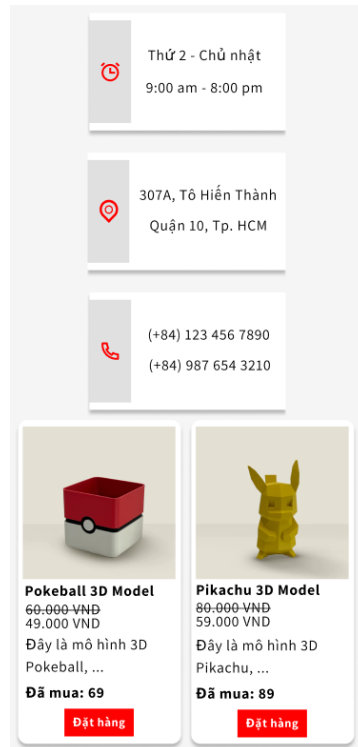 Thứ 2 - Chủ nhật
9:00 am - 8:00 pm
307A, Tô Hiến Thành
Quận 10, Tp. HCM
(+84) 123 456 7890
(+84) 987 654 3210
Pokeball 3D Model
60.000 VND
49.000 VND
Đây là mô hình 3D
Pokeball, ...
Đã mua: 69
Đặt hàng
Pikachu 3D Model
80.000 VND
59.000 VND
Đây là mô hình 3D
Pikachu, ...
Đã mua: 89
Đặt hàng